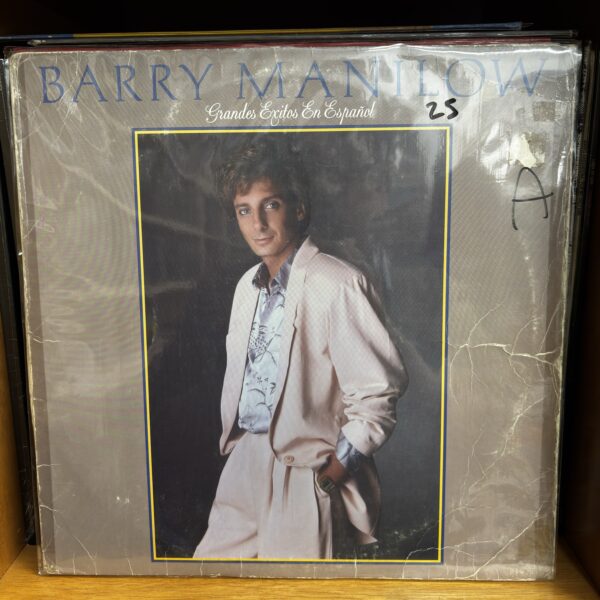 BARRY MANILOW
Grandes Exitos En Español
25
A